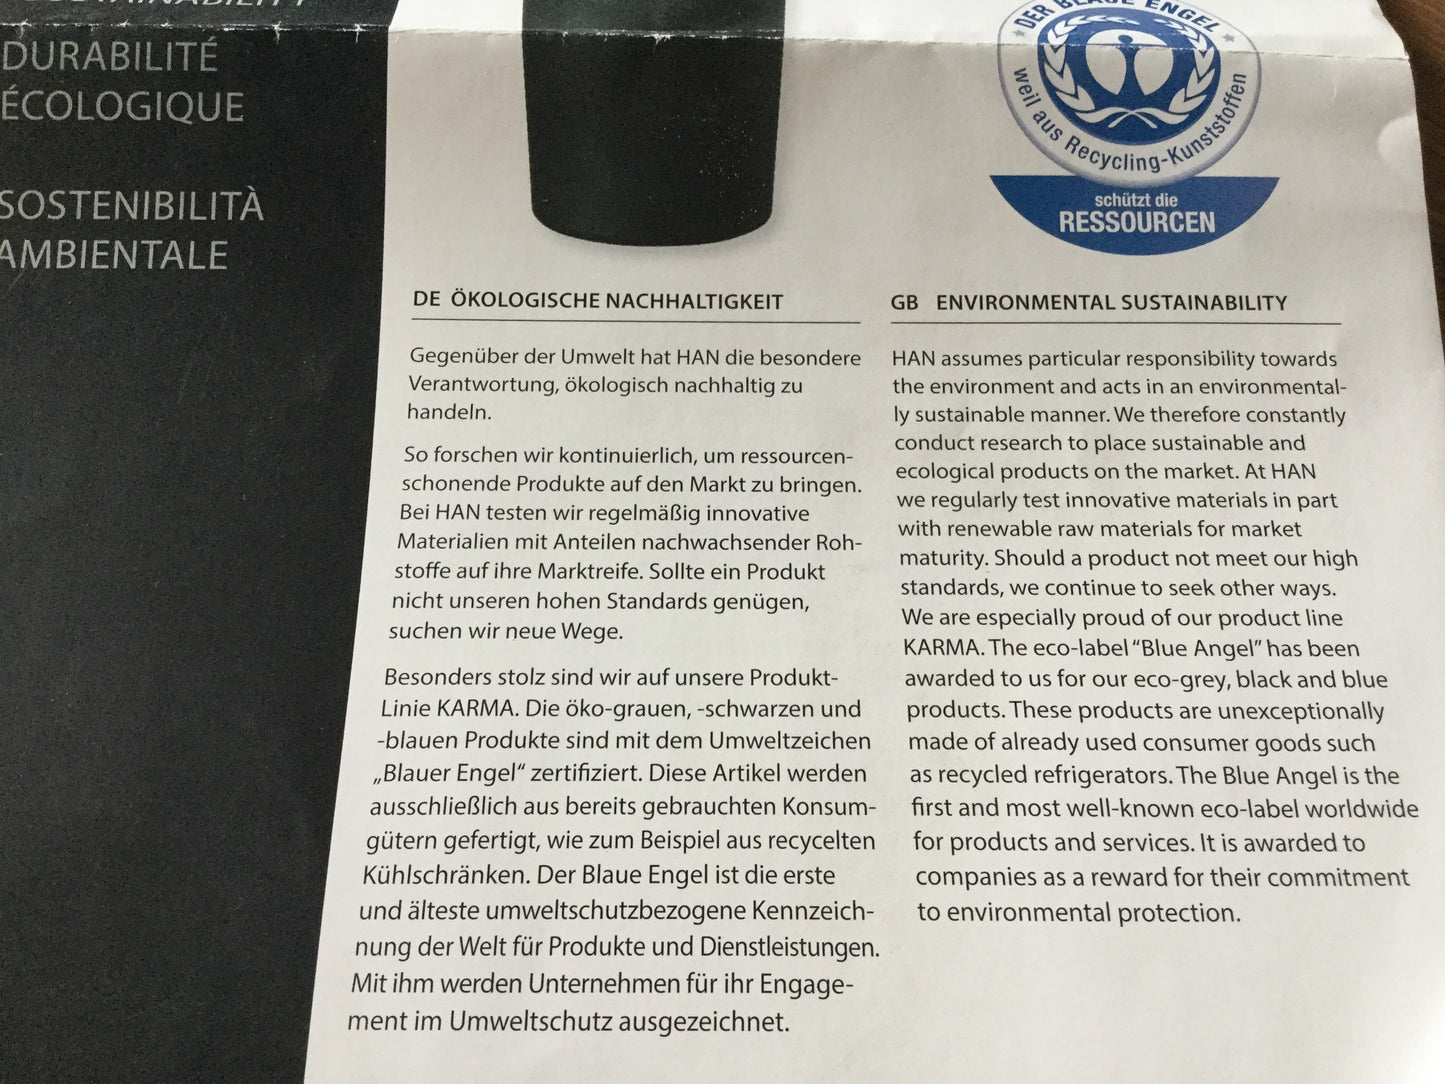 SUSTAINABILITY
DURABILITÉ
ÉCOLOGIQUE
SOSTENIBILITÀ
AMBIENTALE
DER BLAUE ENGEL
weil aus Recycling-Kunststoffen
schützt die
RESSOURCEN
DE ÖKOLOGISCHE NACHHALTIGKEIT
Gegenüber der Umwelt hat HAN die besondere
Verantwortung, ökologisch nachhaltig zu
handeln.
So forschen wir kontinuierlich, um ressourcen-
schonende Produkte auf den Markt zu bringen.
Bei HAN testen wir regelmäßig innovative
Materialien mit Anteilen nachwachsender Roh-
stoffe auf ihre Marktreife. Sollte ein Produkt
nicht unseren hohen Standards genügen,
suchen wir neue Wege.
Besonders stolz sind wir auf unsere Produkt-
Linie KARMA. Die öko-grauen, -schwarzen und
-blauen Produkte sind mit dem Umweltzeichen
„Blauer Engel“ zertifiziert. Diese Artikel werden
ausschließlich aus bereits gebrauchten Konsum-
gütern gefertigt, wie zum Beispiel aus recycelten
Kühlschränken. Der Blaue Engel ist die erste
und älteste umweltschutzbezogene Kennzeich-
nung der Welt für Produkte und Dienstleistungen.
Mit ihm werden Unternehmen für ihr Engage-
ment im Umweltschutz ausgezeichnet.
GB ENVIRONMENTAL SUSTAINABILITY
HAN assumes particular responsibility towards
the environment and acts in an environmental-
ly sustainable manner. We therefore constantly
conduct research to place sustainable and
ecological products on the market. At HAN
we regularly test innovative materials in part
with renewable raw materials for market
maturity. Should a product not meet our high
standards, we continue to seek other ways.
We are especially proud of our product line
KARMA. The eco-label “Blue Angel” has been
awarded to us for our eco-grey, black and blue
products. These products are unexceptionally
made of already used consumer goods such
as recycled refrigerators. The Blue Angel is the
first and most well-known eco-label worldwide
for products and services. It is awarded to
companies as a reward for their commitment
to environmental protection.